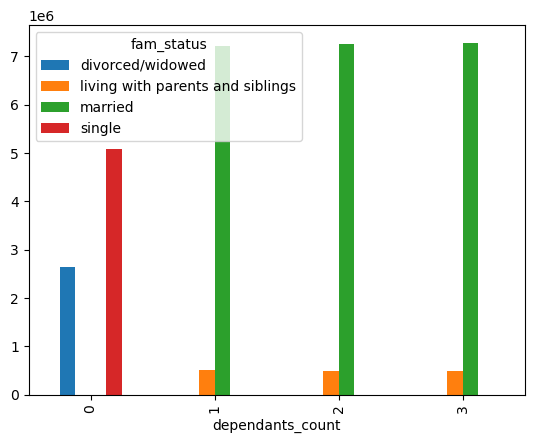 1e6
fam_status
divorced/widowed
living with parents and siblings
married
single
7
6
5
4
3
2
1
0
0 1 2 3
dependants_count